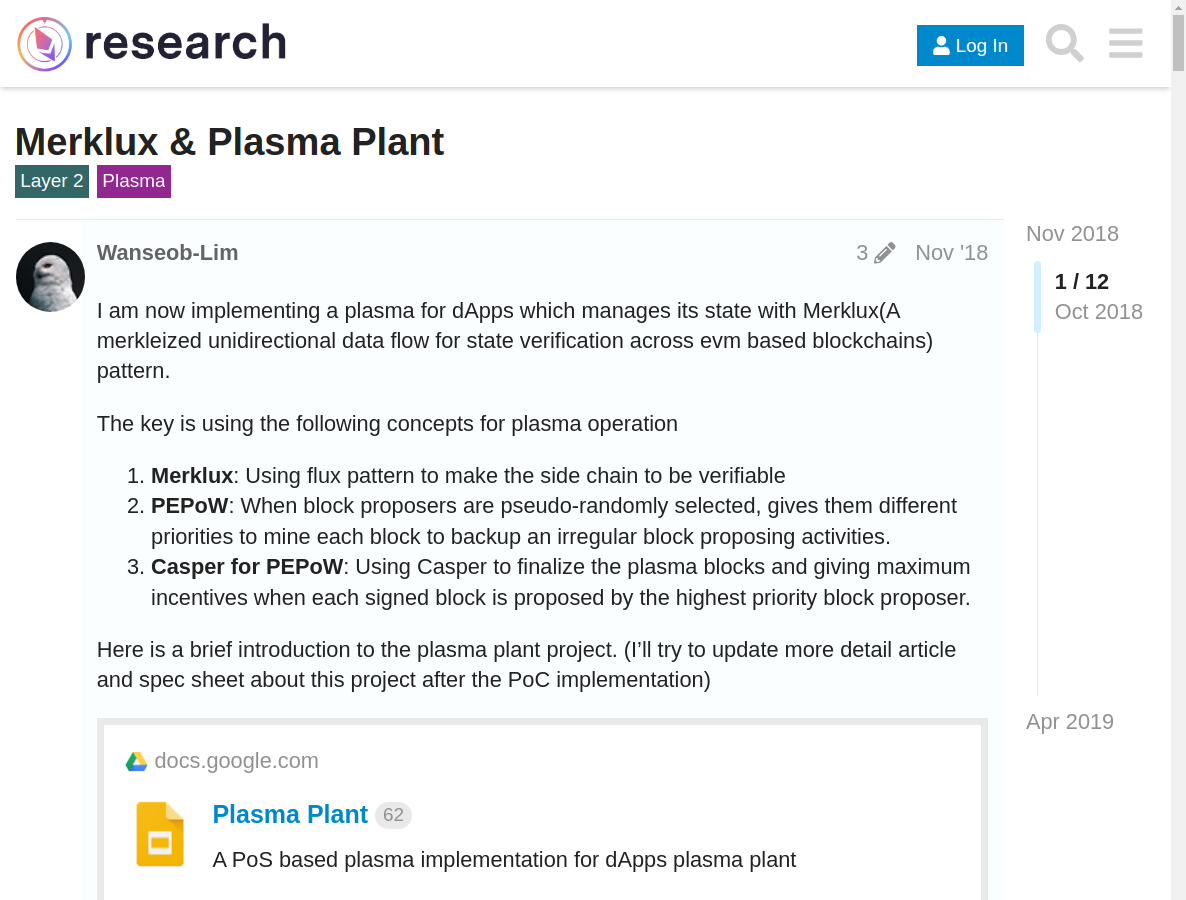 research
Log In
Merklux & Plasma Plant
Layer 2 Plasma
Wanseob-Lim 3 Nov '18
I am now implementing a plasma for dApps which manages its state with Merklux(A
merkleized unidirectional data flow for state verification across evm based blockchains)
pattern.
The key is using the following concepts for plasma operation
1. Merklux: Using flux pattern to make the side chain to be verifiable
2. PEPoW: When block proposers are pseudo-randomly selected, gives them different
priorities to mine each block to backup an irregular block proposing activities.
3. Casper for PEPoW: Using Casper to finalize the plasma blocks and giving maximum
incentives when each signed block is proposed by the highest priority block proposer.
Here is a brief introduction to the plasma plant project. (I’ll try to update more detail article
and spec sheet about this project after the PoC implementation)
docs.google.com
Plasma Plant 62
A PoS based plasma implementation for dApps plasma plant
Nov 2018
1 / 12
Oct 2018
Apr 2019